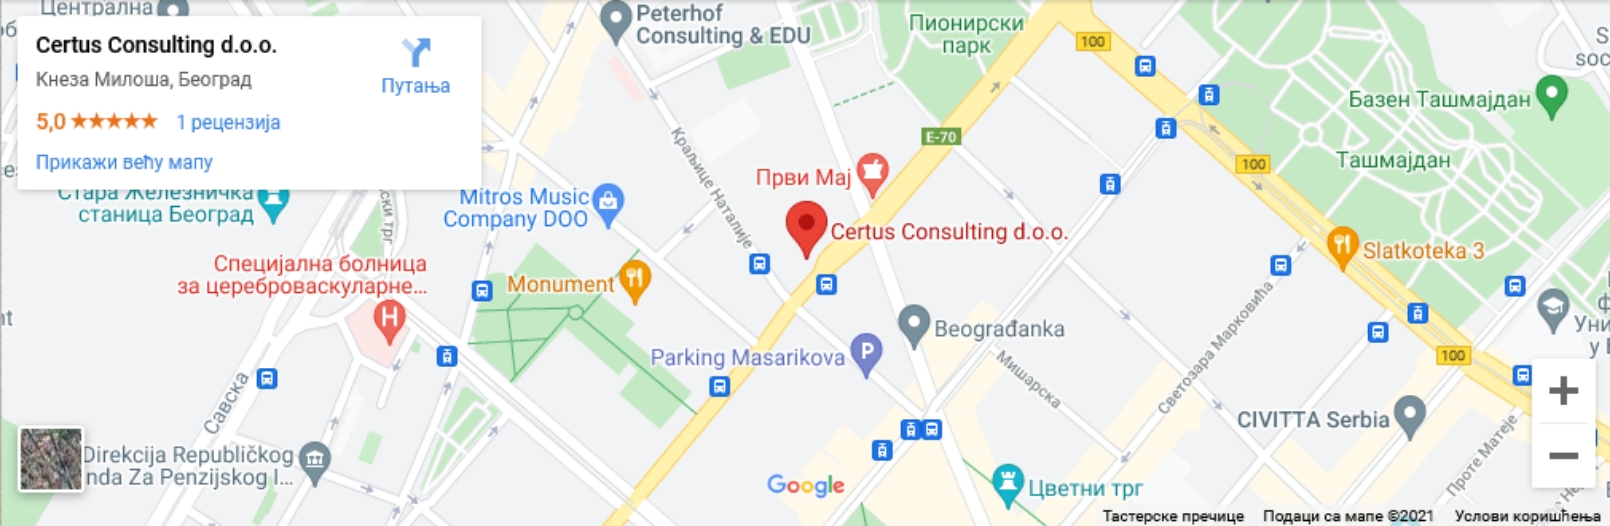 Централна
Certus Consulting d.o.o.
Кнеза Милоша, Београд
Путања
5,0
1 рецензија
Прикажи већу мапу
Peterhof
Consulting & EDU
Пионирски
парк
100
Базен Ташмајдан
E-70
Ташмајдан
100
Краљице Наталије
Први Мај
Стара Железничка
станица Београд
Mitros Music
Company DOO
Certus Consulting d.o.o.
Slatkoteka 3
Специјална болница
за цереброваскуларне...
H
Monument
Beograđanka
Parking Masarikova
P
Мишарска
Светозара Марковића
100
Савска
CIVITTA Serbia
Direkcija Republičkog
nda Za Penzijskog I...
Google
Цветни трг
Проте Матеје
+
−
Тастерске пречице
Подаци са мапе ©2021
Услови коришћења